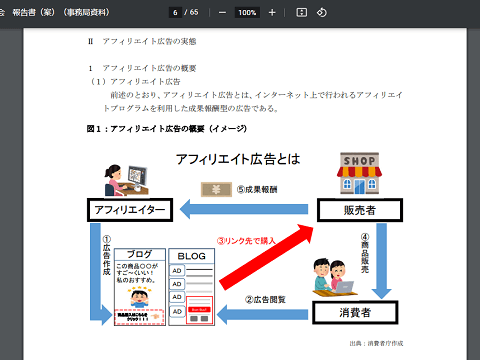 会 報告書（案）（事務局資料）
6 / 65
100%
Ⅱ アフィリエイト広告の実態
１ アフィリエイト広告の概要
（１）アフィリエイト広告
前述のとおり、アフィリエイト広告とは、インターネット上で行われるアフィリエイ
トプログラムを利用した成果報酬型の広告である。
図１：アフィリエイト広告の概要（イメージ）
アフィリエイト広告とは
SHOP
⑤成果報酬
アフィリエイター
販売者
①広告作成
ブログ
この商品〇〇が
すご～くいい！
私のおすすめ。
BLOG
AD
AD
AD
AD
③リンク先で購入
④商品販売
②広告閲覧
消費者
出典：消費者庁作成